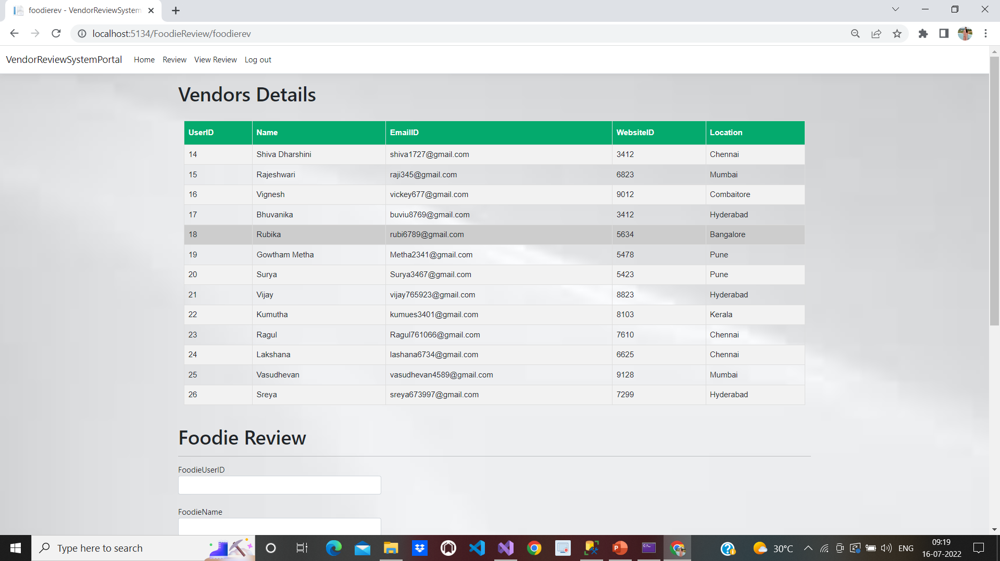 foodierev - VendorReviewSystem
localhost:5134/FoodieReview/foodierev
VendorReviewSystemPortal Home Review View Review Log out
Vendors Details
UserID Name EmailID WebsiteID Location
14 Shiva Dharshini shiva1727@gmail.com 3412 Chennai
15 Rajeshwari raji345@gmail.com 6823 Mumbai
16 Vignesh vickey677@gmail.com 9012 Combaitore
17 Bhuvanika buviu8769@gmail.com 3412 Hyderabad
18 Rubika rubi6789@gmail.com 5634 Bangalore
19 Gowtham Metha Metha2341@gmail.com 5478 Pune
20 Surya Surya3467@gmail.com 5423 Pune
21 Vijay vijay765923@gmail.com 8823 Hyderabad
22 Kumutha kumues3401@gmail.com 8103 Kerala
23 Ragul Ragul761066@gmail.com 7610 Chennai
24 Lakshana lashana6734@gmail.com 6625 Chennai
25 Vasudhevan vasudhevan4589@gmail.com 9128 Mumbai
26 Sreya sreya673997@gmail.com 7299 Hyderabad
Foodie Review
FoodieUserID
FoodieName
Type here to search
30°C
ENG
09:19
16-07-2022